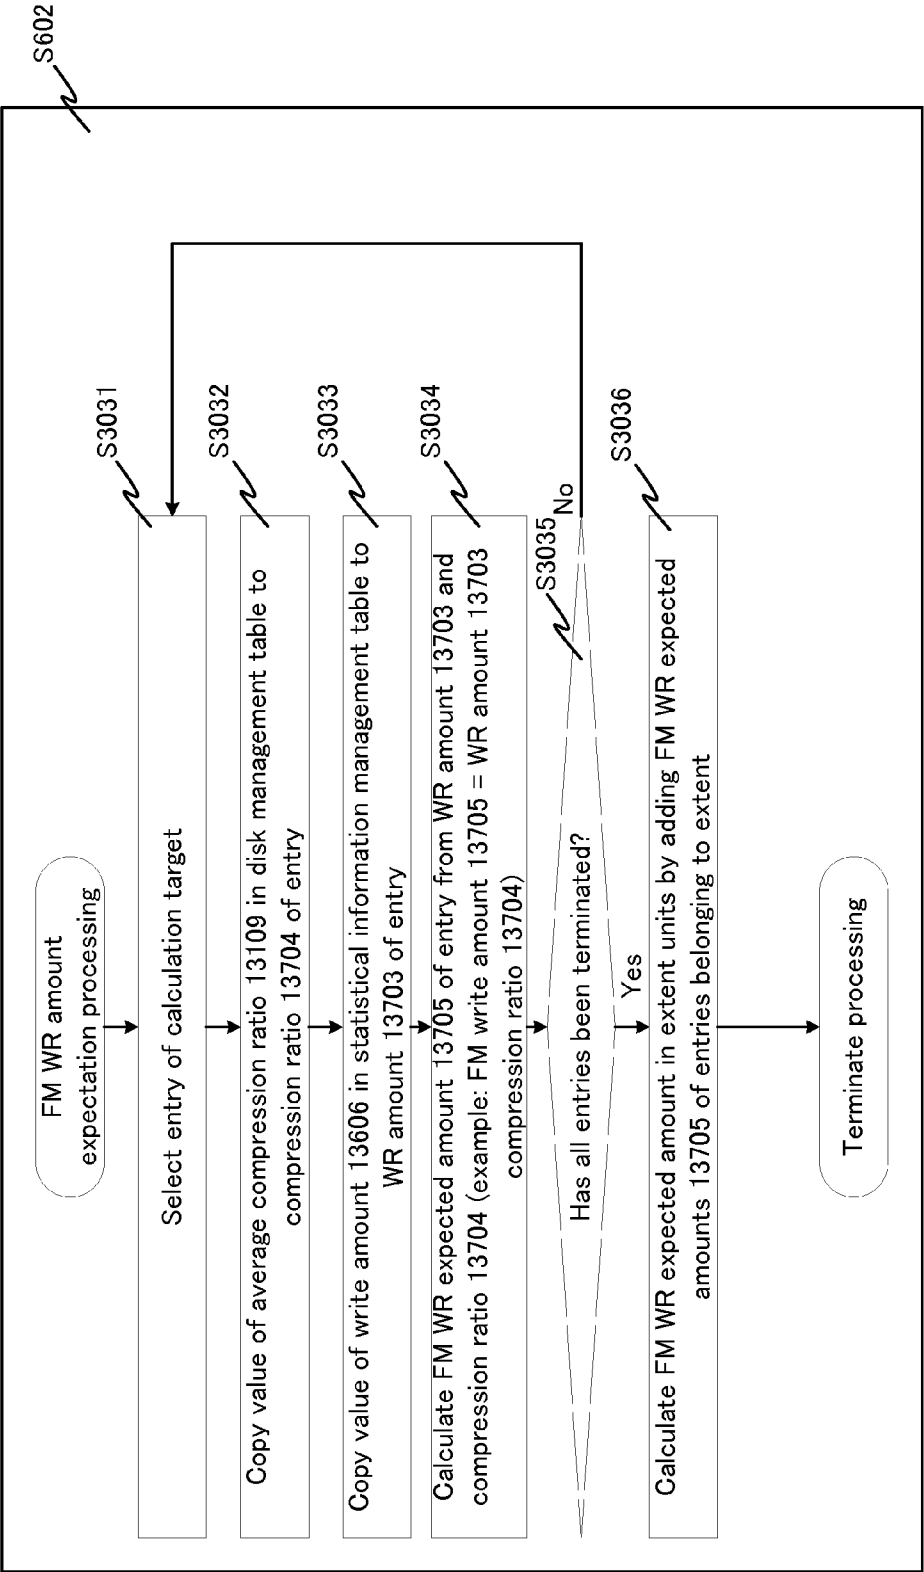 S602
FM WR amount
expectation processing
S3031
Select entry of calculation target
S3032
Copy value of average compression ratio 13109 in disk management table to
compression ratio 13704 of entry
S3033
Copy value of write amount 13606 in statistical information management table to
WR amount 13703 of entry
S3034
Calculate FM WR expected amount 13705 of entry from WR amount 13703 and
compression ratio 13704 (example: FM write amount 13705 = WR amount 13703
compression ratio 13704)
S3035
No
Has all entries been terminated?
Yes
S3036
Calculate FM WR expected amount in extent units by adding FM WR expected
amounts 13705 of entries belonging to extent
Terminate processing